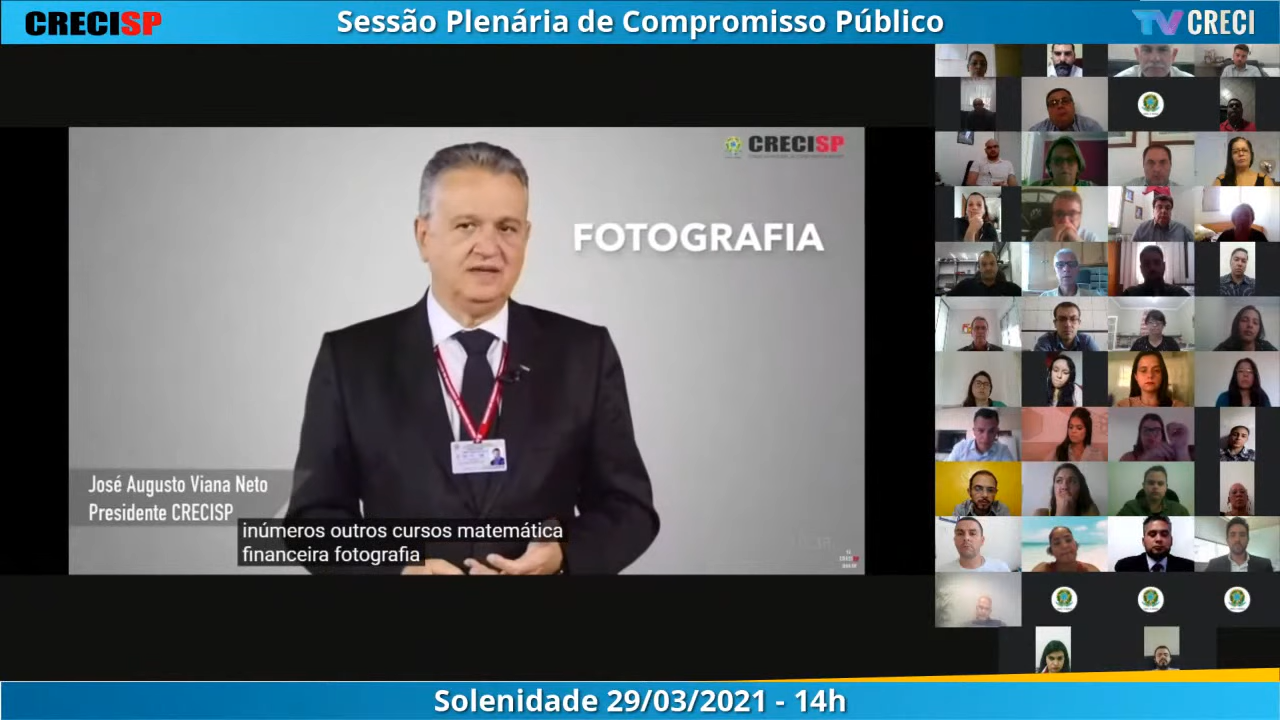 CRECISP
Sessão Plenária de Compromisso Público
TV CRECI
CRECISP
FOTOGRAFIA
José Augusto Viana Neto
Presidente CRECISP
inúmeros outros cursos matemática
financeira fotografia
Solenidade 29/03/2021 - 14h